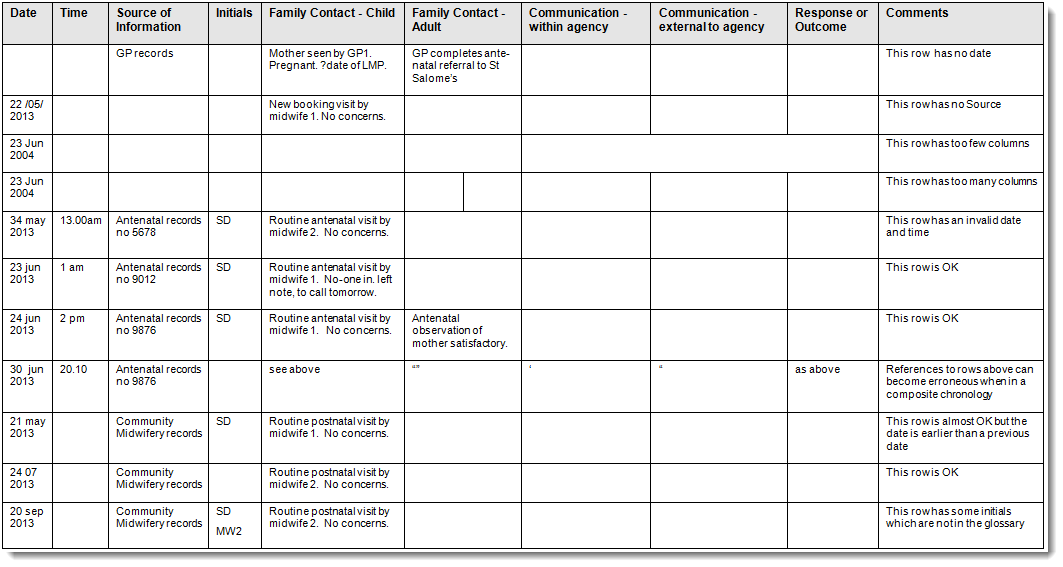 Date Time Source of Information Initials Family Contact - Child Family Contact - Adult Communication - within agency Communication - external to agency Response or Outcome Comments
GP records
Mother seen by GP1.
Pregnant. ?date of LMP.
GP completes ante-
natal referral to St
Salome's
This row has no date
22 /05/
2013
New booking visit by
midwife 1. No concerns.
This row has no Source
23 Jun
2004
This row has too few columns
23 Jun
2004
This row has too many columns
34 may
2013
13.00am
Antenatal records
no 5678
SD
Routine antenatal visit by
midwife 2. No concerns.
This row has an invalid date
and time
23 jun
2013
1 am
Antenatal records
no 9012
SD
Routine antenatal visit by
midwife 1. No-one in. left
note, to call tomorrow.
This row is OK
24 jun
2013
2 pm
Antenatal records
no 9876
SD
Routine antenatal visit by
midwife 1. No concerns.
Antenatal
observation of
mother satisfactory.
This row is OK
30 jun
2013
20.10
Antenatal records
no 9876
see above
“”
‘
“
as above
References to rows above can
become erroneous when in a
composite chronology
21 may
2013
Community
Midwifery records
SD
Routine postnatal visit by
midwife 1. No concerns.
This row is almost OK but the
date is earlier than a previous
date
24 07
2013
Community
Midwifery records
Routine postnatal visit by
midwife 2. No concerns.
This row is OK
20 sep
2013
Community
Midwifery records
SD
MW2
Routine postnatal visit by
midwife 2. No concerns.
This row has some initials
which are not in the glossary